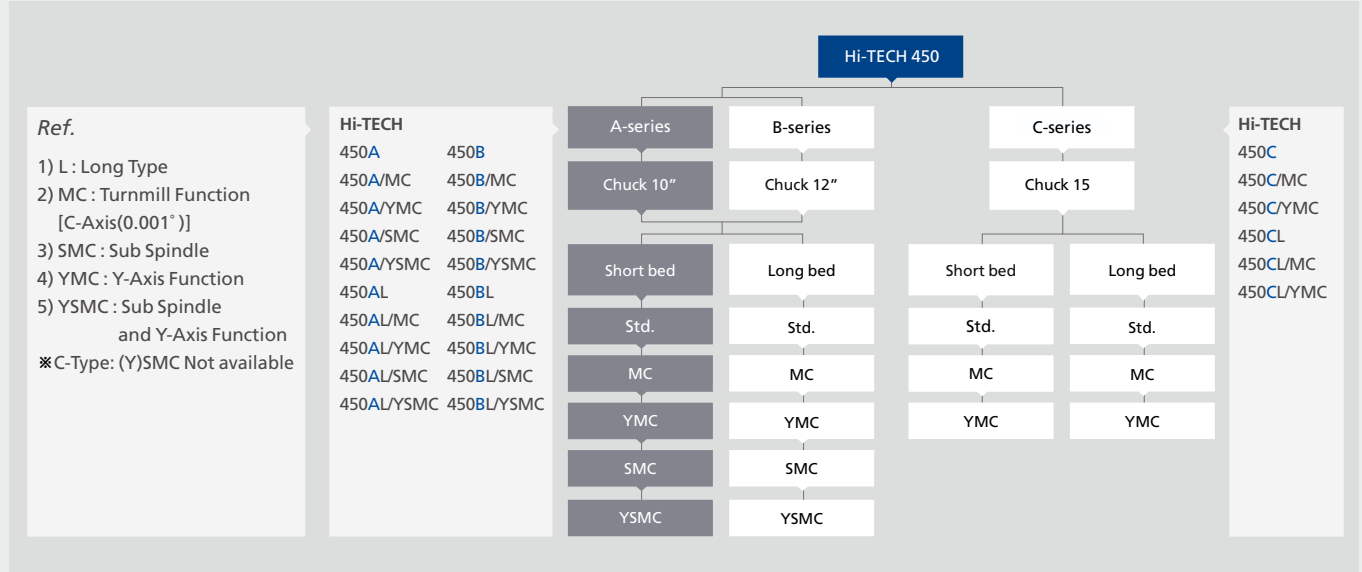 Hi-TECH 450
Ref.
1) L : Long Type
2) MC : Turnmill Function
[C-Axis(0.001˚)]
3) SMC : Sub Spindle
4) YMC : Y-Axis Function
5) YSMC : Sub Spindle
and Y-Axis Function
※C-Type: (Y)SMC Not available
Hi-TECH
450A 450B
450A/MC 450B/MC
450A/YMC 450B/YMC
450A/SMC 450B/SMC
450A/YSMC 450B/YSMC
450AL 450BL
450AL/MC 450BL/MC
450AL/YMC 450BL/YMC
450AL/SMC 450BL/SMC
450AL/YSMC 450BL/YSMC
A-series B-series
Chuck 10” Chuck 12”
Short bed Long bed
Std. Std.
MC MC
YMC YMC
SMC SMC
YSMC YSMC
C-series
Chuck 15
Short bed Long bed
Std. Std.
MC MC
YMC YMC
Hi-TECH
450C
450C/MC
450C/YMC
450CL
450CL/MC
450CL/YMC